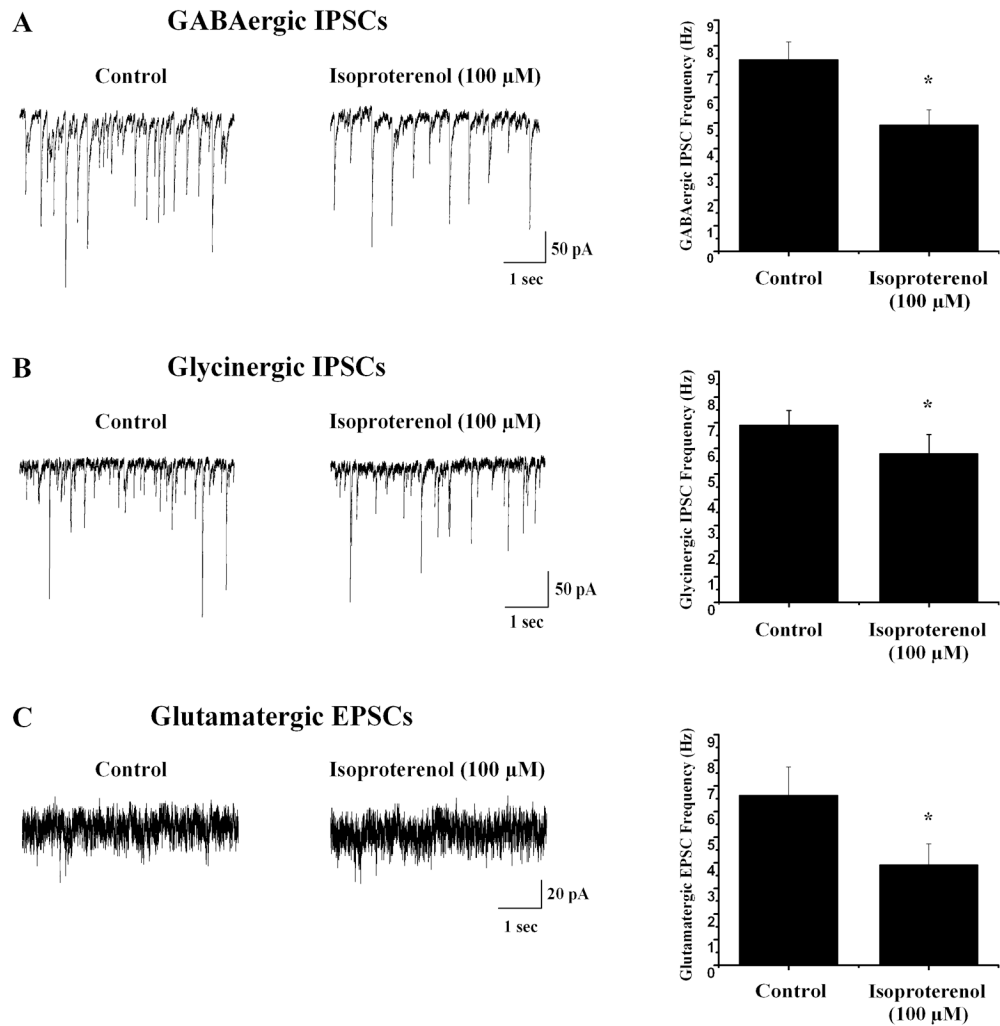 A
GABAergic IPSCs
Control
Isoproterenol (100 µM)
50 pA
1 sec
GABAergic IPSC Frequency (Hz)
9
8
7
6
5
4
3
2
1
0
*
Control
Isoproterenol
(100 µM)
B
Glycinergic IPSCs
Control
Isoproterenol (100 µM)
50 pA
1 sec
Glycinergic IPSC Frequency (Hz)
9
8
7
6
5
4
3
2
1
0
*
Control
Isoproterenol
(100 µM)
C
Glutamatergic EPSCs
Control
Isoproterenol (100 µM)
20 pA
1 sec
Glutamatergic EPSC Frequency (Hz)
9
8
7
6
5
4
3
2
1
0
*
Control
Isoproterenol
(100 µM)